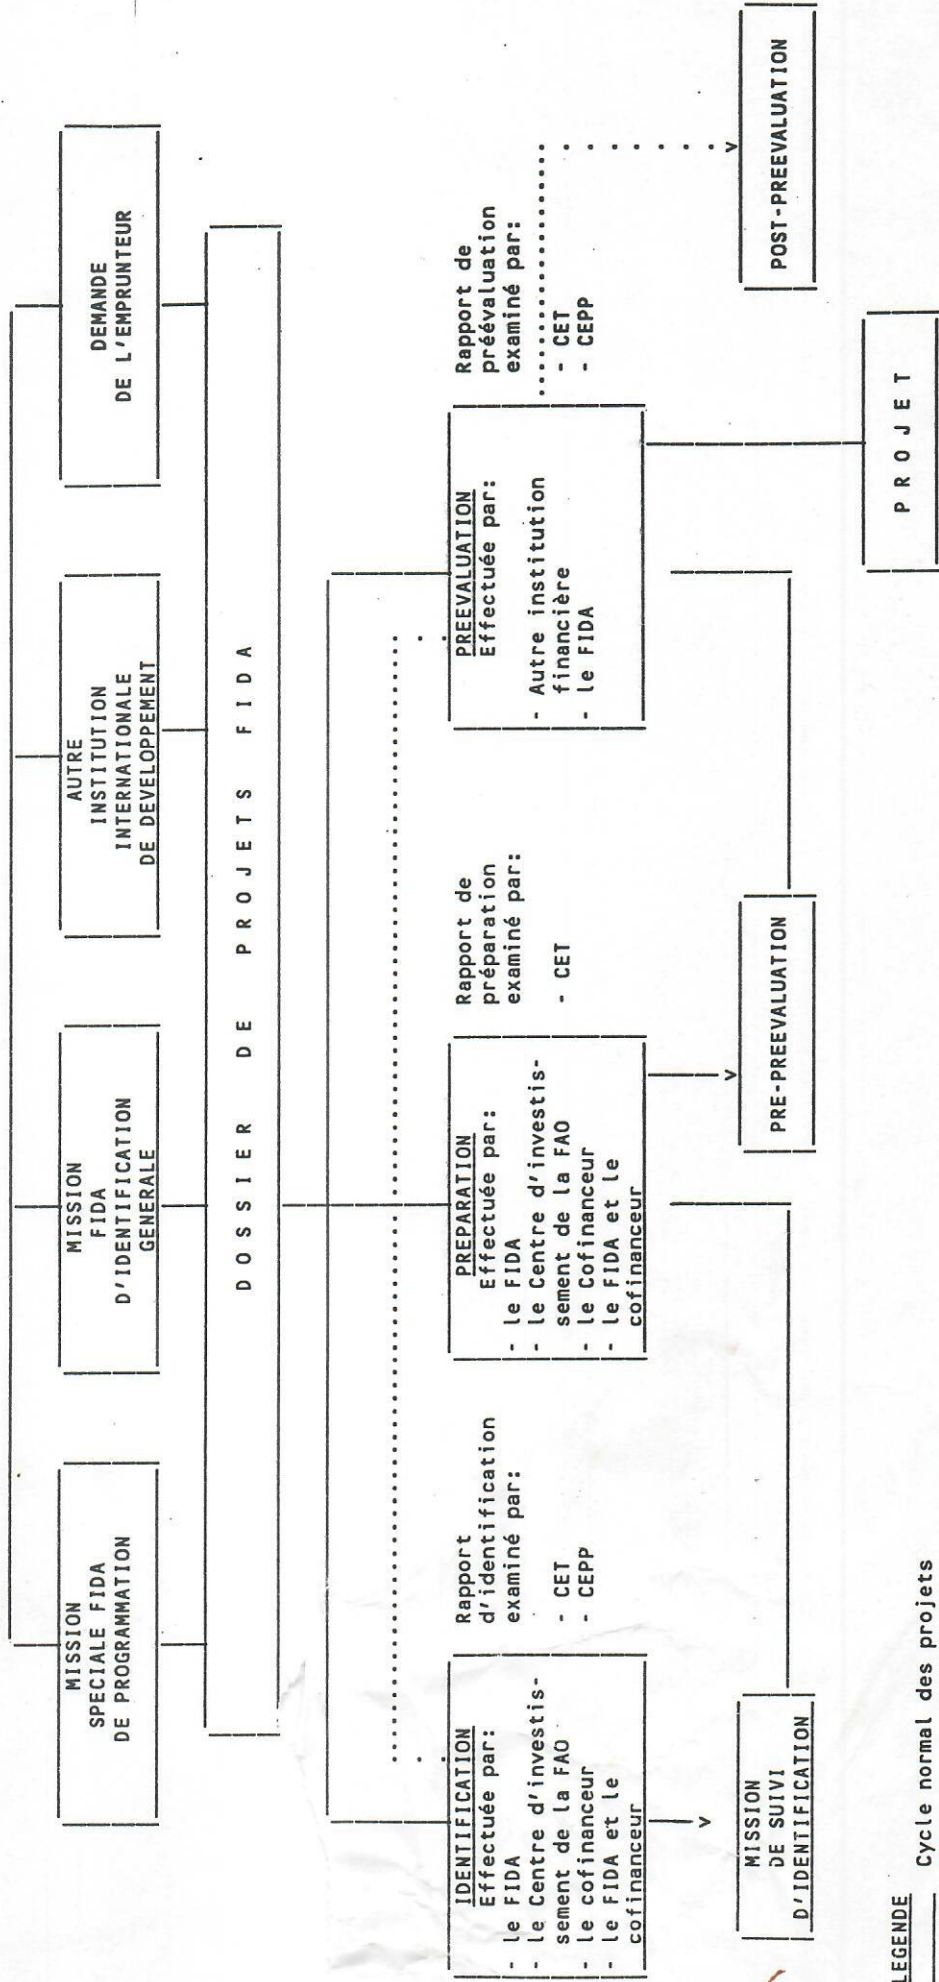 MISSION
SPECIALE FIDA
DE PROGRAMMATION
MISSION
FIDA
D'IDENTIFICATION
GENERALE
AUTRE
INSTITUTION
INTERNATIONALE
DE DEVELOPPEMENT
DEMANDE
DE L'EMPRUNTEUR
DOSSIER DE PROJETS FIDA
IDENTIFICATION
Effectuée par:
- le FIDA
- le Centre d'investis-
sement de la FAO
- le cofinanceur
- le FIDA et le
cofinanceur
Rapport
d'identification
examiné par:
- CET
- CEPP
PREPARATION
Effectuée par:
- le FIDA
- le Centre d'investis-
sement de la FAO
- le Cofinanceur
- le FIDA et le
cofinanceur
Rapport de
préparation
examiné par:
- CET
PREEVALUATION
Effectuée par:
- Autre institution
financière
- le FIDA
Rapport de
préévaluation
examiné par:
- CET
- CEPP
MISSION
DE SUIVI
D'IDENTIFICATION
PRE-PREEVALUATION
POST-PREEVALUATION
PROJET
LEGENDE
Cycle normal des projets